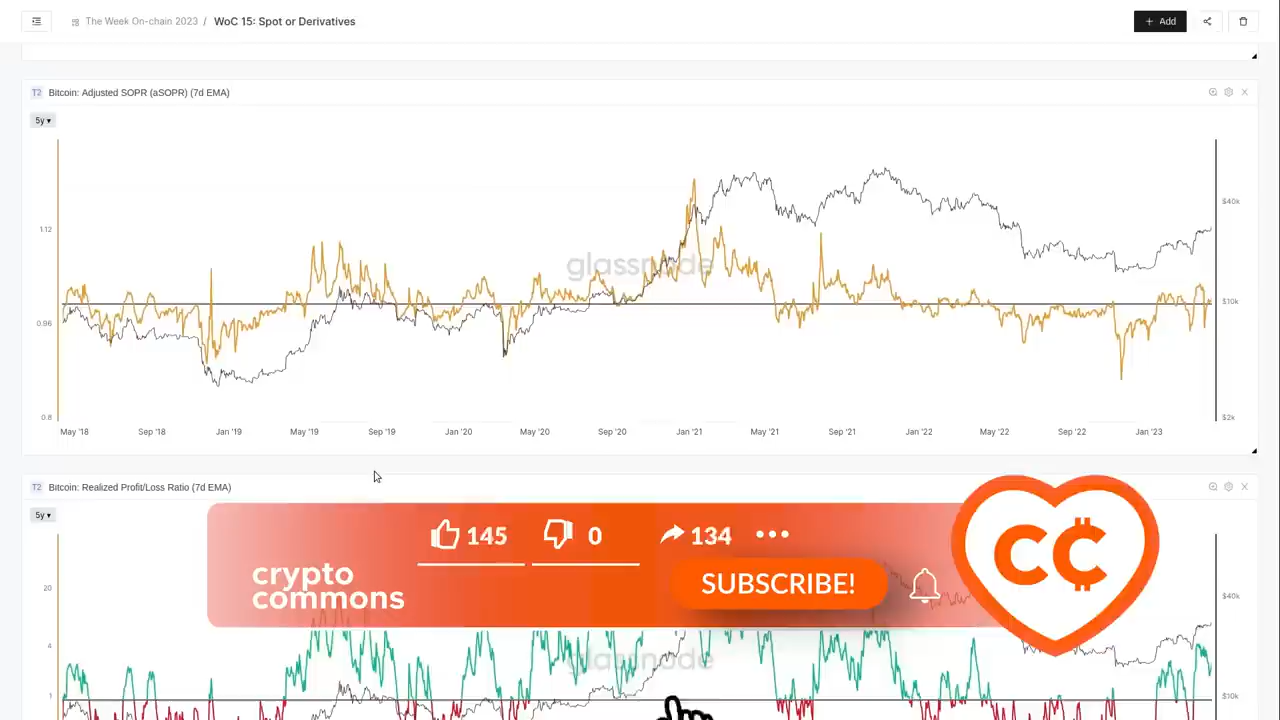 The Week On-chain 2023 / WoC 15: Spot or Derivatives
+ Add
T2 Bitcoin: Adjusted SOPR (aSOPR) (7d EMA)
5y ▾
$40k
1.12
glassnode
$10k
0.96
0.8
$2k
May '18 Sep '18 Jan '19 May '19 Sep '19 Jan '20 May '20 Sep '20 Jan '21 May '21 Sep '21 Jan '22 May '22 Sep '22 Jan '23
T2 Bitcoin: Realized Profit/Loss Ratio (7d EMA)
5y ▾
145 0 134
crypto
commons
SUBSCRIBE!
CC
20
$40k
4
glassnode
1
$10k